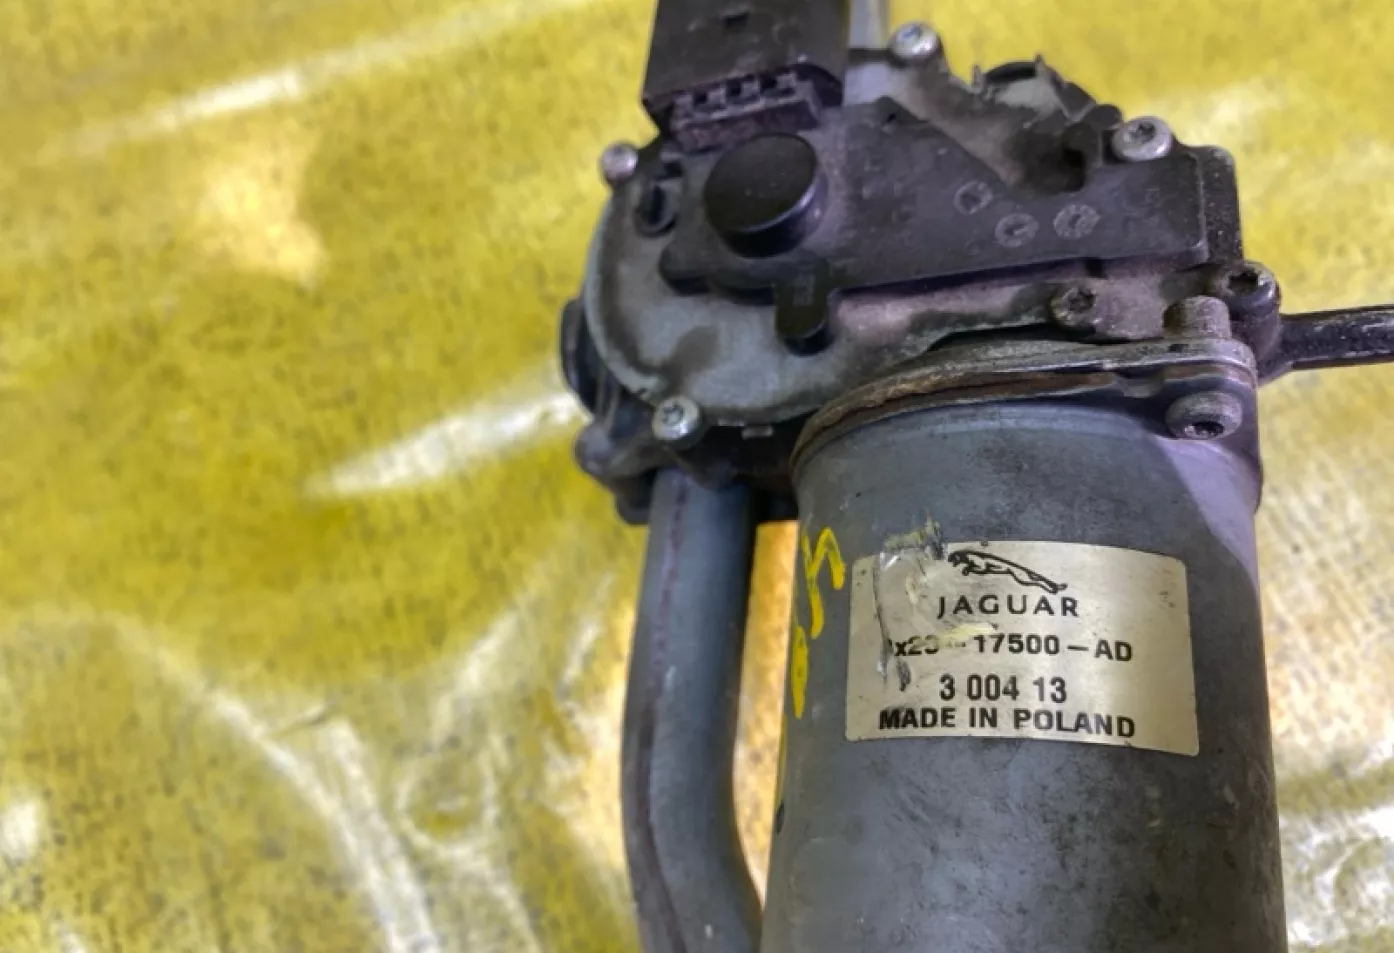 JAGUAR
17500-AD
3 004 13
MADE IN POLAND